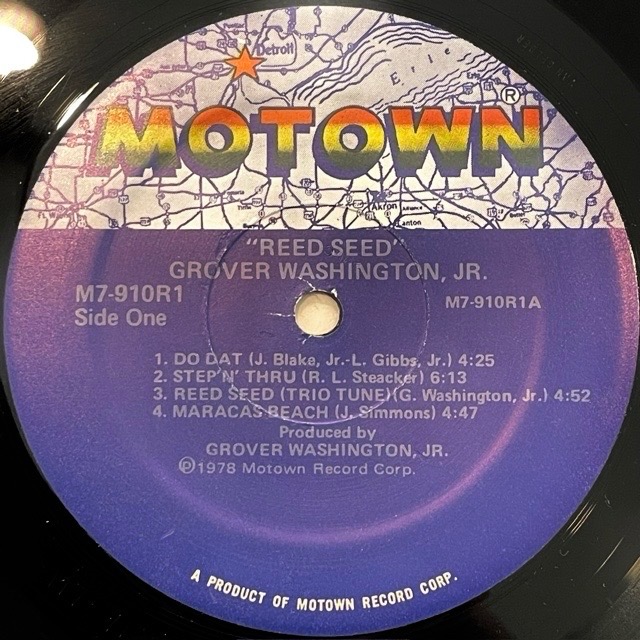 Detroit
Erie
MOTOWN®
Akron
Canton
"REED SEED"
GROVER WASHINGTON, JR.
M7-910R1
M7-910R1A
Side One
1. DO DAT (J. Blake, Jr.-L. Gibbs, Jr.) 4:25
2. STEP 'N' THRU (R. L. Steacker) 6:13
3. REED SEED (TRIO TUNE)(G. Washington, Jr.) 4:52
4. MARACAS BEACH (J. Simmons) 4:47
Produced by
GROVER WASHINGTON, JR.
℗1978 Motown Record Corp.
A PRODUCT OF MOTOWN RECORD CORP.